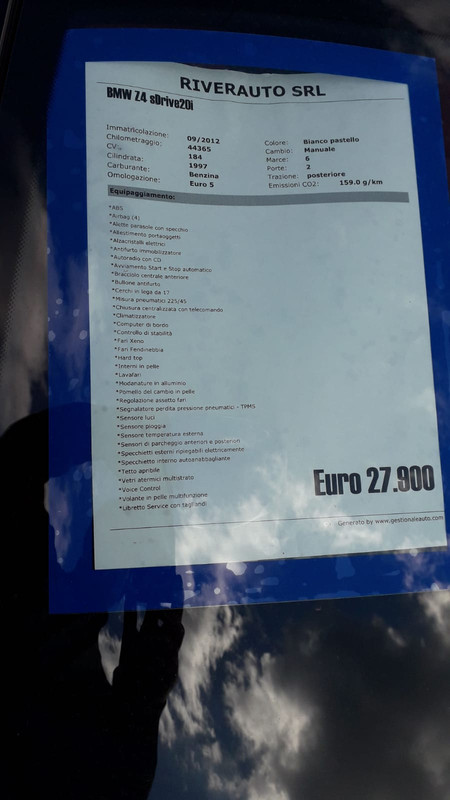 RIVERAUTO SRL
BMW Z4 sDrive20i
Immatricolazione: 09/2012
Chilometraggio: 44365
CV: 184
Cilindrata: 1997
Carburante: Benzina
Omologazione: Euro 5
Colore: Bianco pastello
Cambio: Manuale
Marce: 6
Porte: 2
Trazione: posteriore
Emissioni CO2: 159.0 g/km
Equipaggiamento:
*ABS
*Airbag (4)
*Alette parasole con specchio
*Allestimento portaoggetti
*Alzacristalli elettrici
*Antifurto immobilizzatore
*Autoradio con CD
*Avviamento Start e Stop automatico
*Bracciolo centrale anteriore
*Bullone antifurto
*Cerchi in lega da 17
*Misura pneumatici 225/45
*Chiusura centralizzata con telecomando
*Climatizzatore
*Computer di bordo
*Controllo di stabilità
*Fari Xeno
*Fari Fendinebbia
*Hard top
*Interni in pelle
*Lavafari
*Modanature in alluminio
*Pomello del cambio in pelle
*Regolazione assetto fari
*Segnalatore perdita pressione pneumatici - TPMS
*Sensore luci
*Sensore pioggia
*Sensore temperatura esterna
*Sensori di parcheggio anteriori e posteriori
*Specchietti esterni ripiegabili elettricamente
*Specchietto interno autoanabbagliante
*Tetto apribile
*Vetri atermici multistrato
*Voice Control
*Volante in pelle multifunzione
*Libretto Service con tagliandi
Euro 27.900
Generato by www.gestionaleauto.com